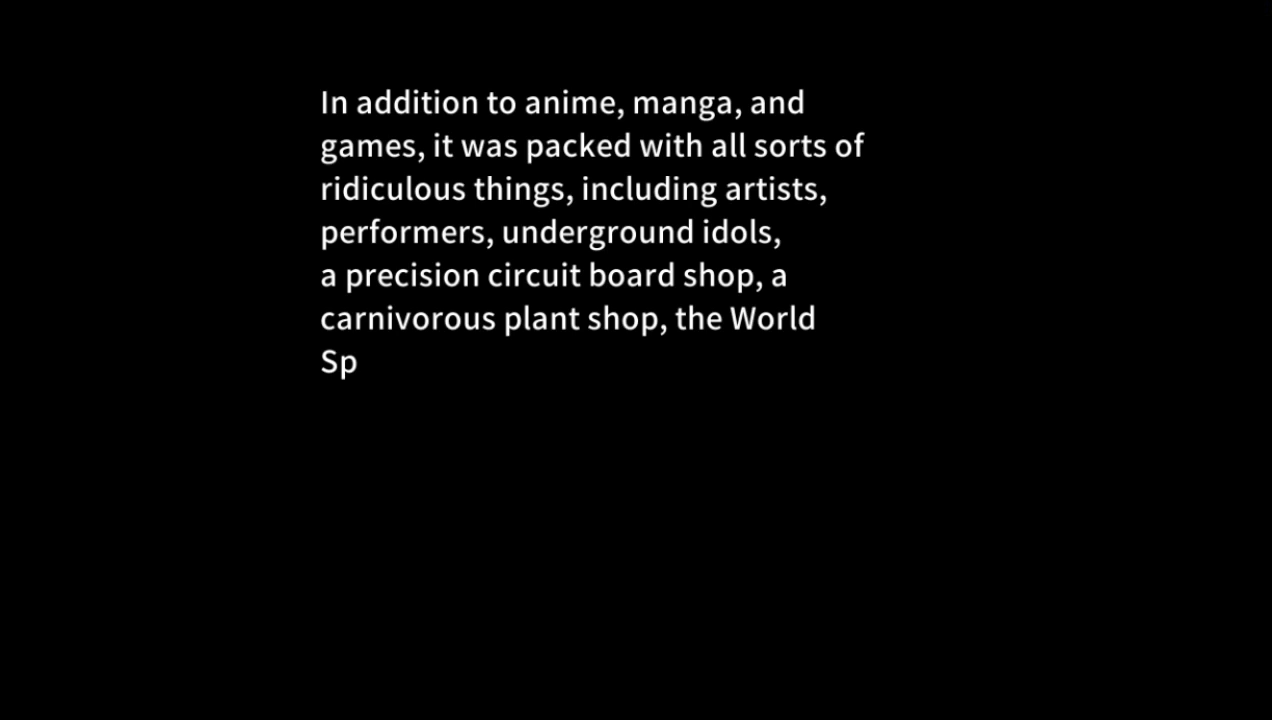 In addition to anime, manga, and
games, it was packed with all sorts of
ridiculous things, including artists,
performers, underground idols,
a precision circuit board shop, a
carnivorous plant shop, the World
Sp